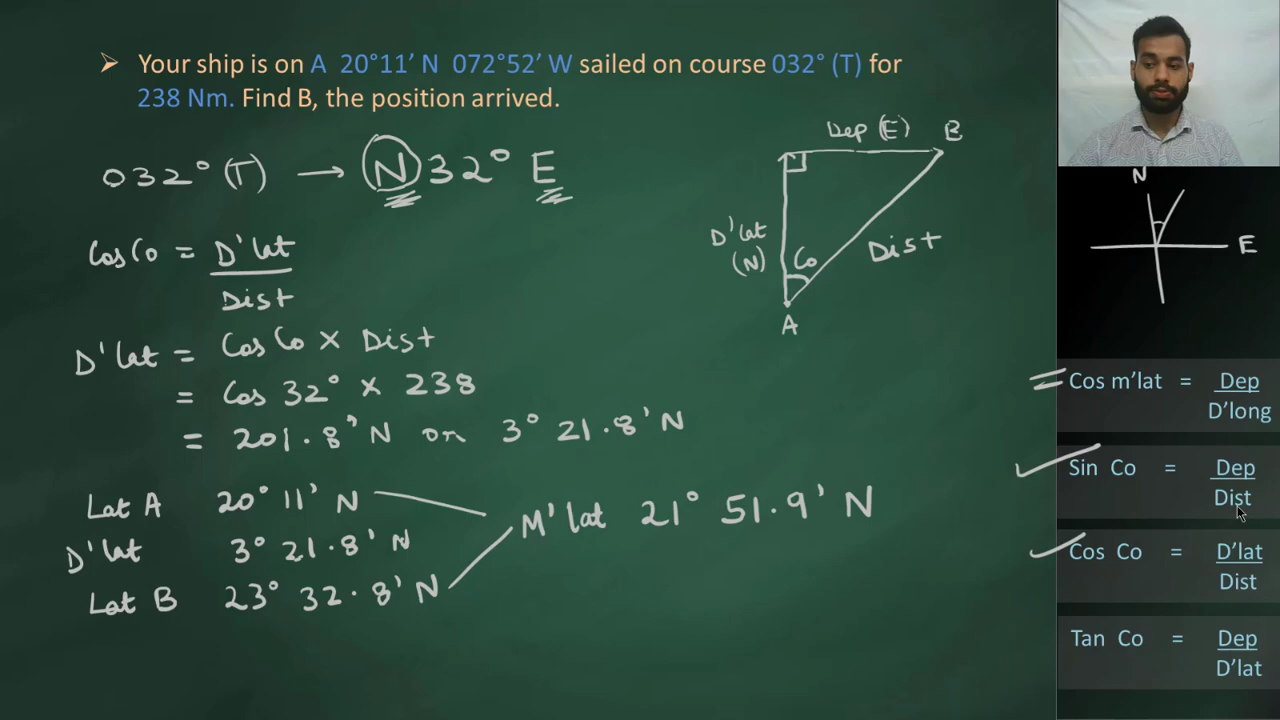 ➢ Your ship is on A 20°11’ N 072°52’ W sailed on course 032° (T) for
238 Nm. Find B, the position arrived.
032° (T) → N 32° E
Cos Co = D'lat
Dist
D'lat = Cos Co × Dist
= Cos 32° × 238
= 201.8' N or 3° 21.8' N
Lat A 20° 11' N
D'lat 3° 21.8' N
Lat B 23° 32.8' N
M'lat 21° 51.9' N
Dep (E) B
D'lat
(N)
Co
Dist
A
N
E
Cos m’lat = Dep
D’long
Sin Co = Dep
Dist
Cos Co = D’lat
Dist
Tan Co = Dep
D’lat